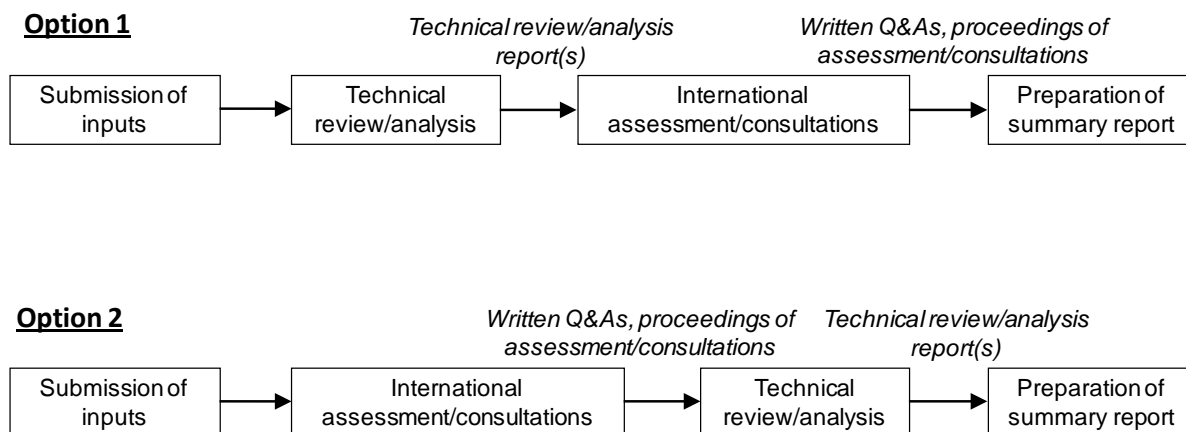 Option 1
Technical review/analysis
report(s)
Written Q&As, proceedings of
assessment/consultations
Submission of
inputs
Technical
review/analysis
International
assessment/consultations
Preparation of
summary report
Option 2
Written Q&As, proceedings of
assessment/consultations
Technical review/analysis
report(s)
Submission of
inputs
International
assessment/consultations
Technical
review/analysis
Preparation of
summary report